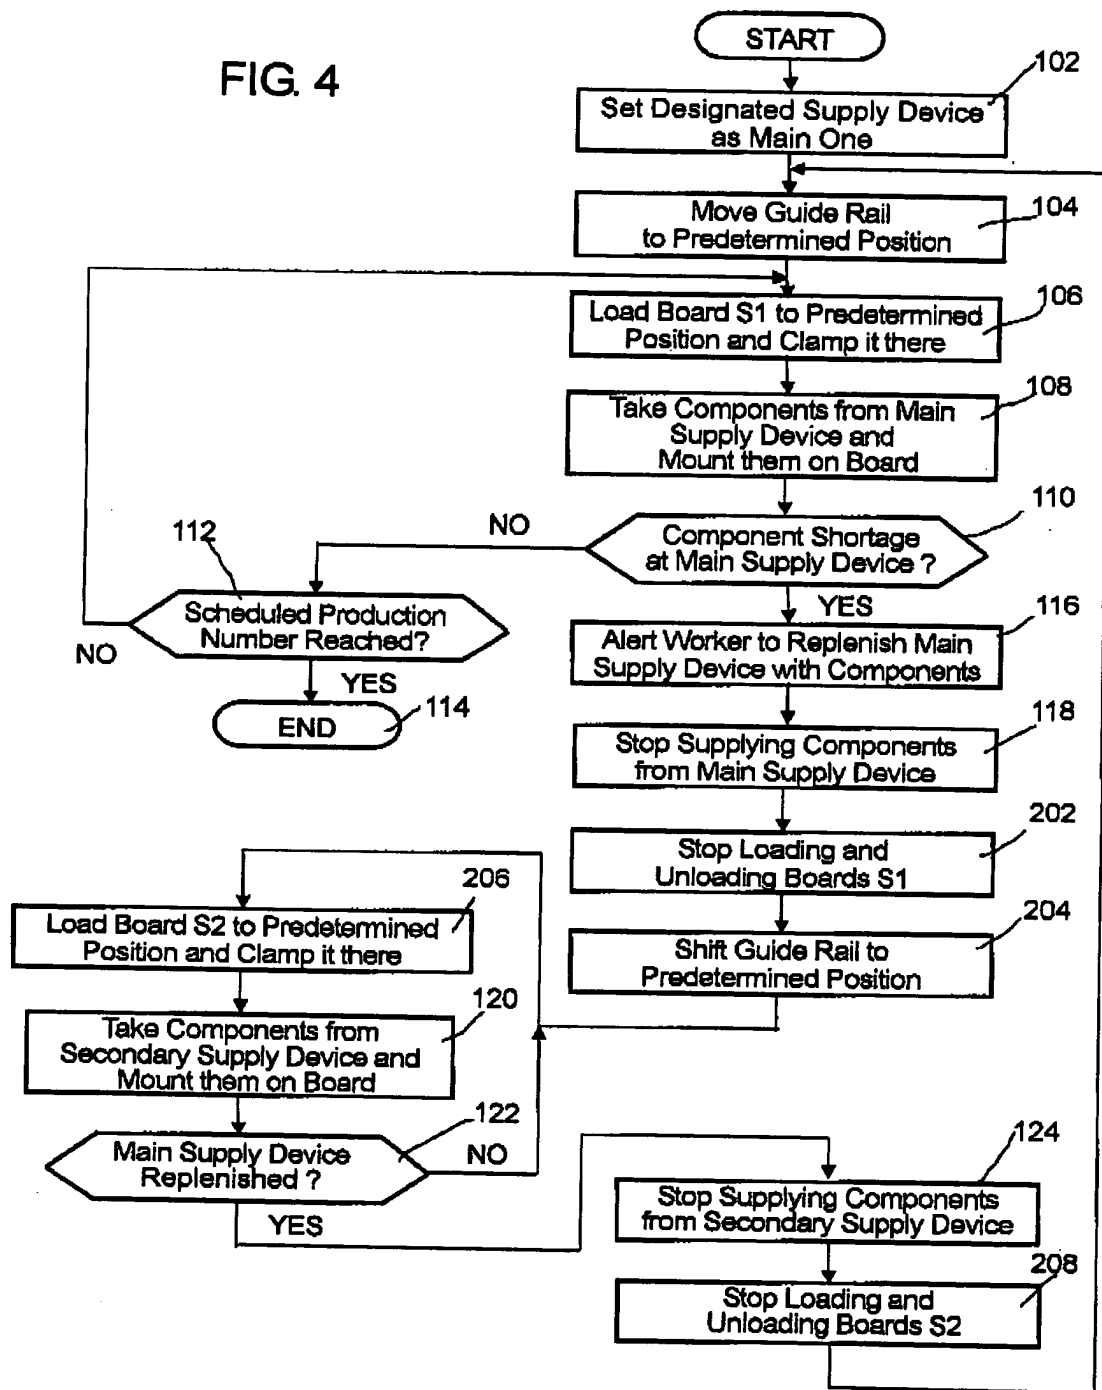 FIG. 4
START
102
Set Designated Supply Device
as Main One
104
Move Guide Rail
to Predetermined Position
106
Load Board S1 to Predetermined
Position and Clamp it there
108
Take Components from Main
Supply Device and
Mount them on Board
110
Component Shortage
at Main Supply Device ?
NO
YES
112
Scheduled Production
Number Reached?
NO
YES
END
114
116
Alert Worker to Replenish Main
Supply Device with Components
118
Stop Supplying Components
from Main Supply Device
202
Stop Loading and
Unloading Boards S1
204
Shift Guide Rail to
Predetermined Position
206
Load Board S2 to Predetermined
Position and Clamp it there
120
Take Components from
Secondary Supply Device and
Mount them on Board
122
Main Supply Device
Replenished ?
NO
YES
124
Stop Supplying Components
from Secondary Supply Device
208
Stop Loading and
Unloading Boards S2